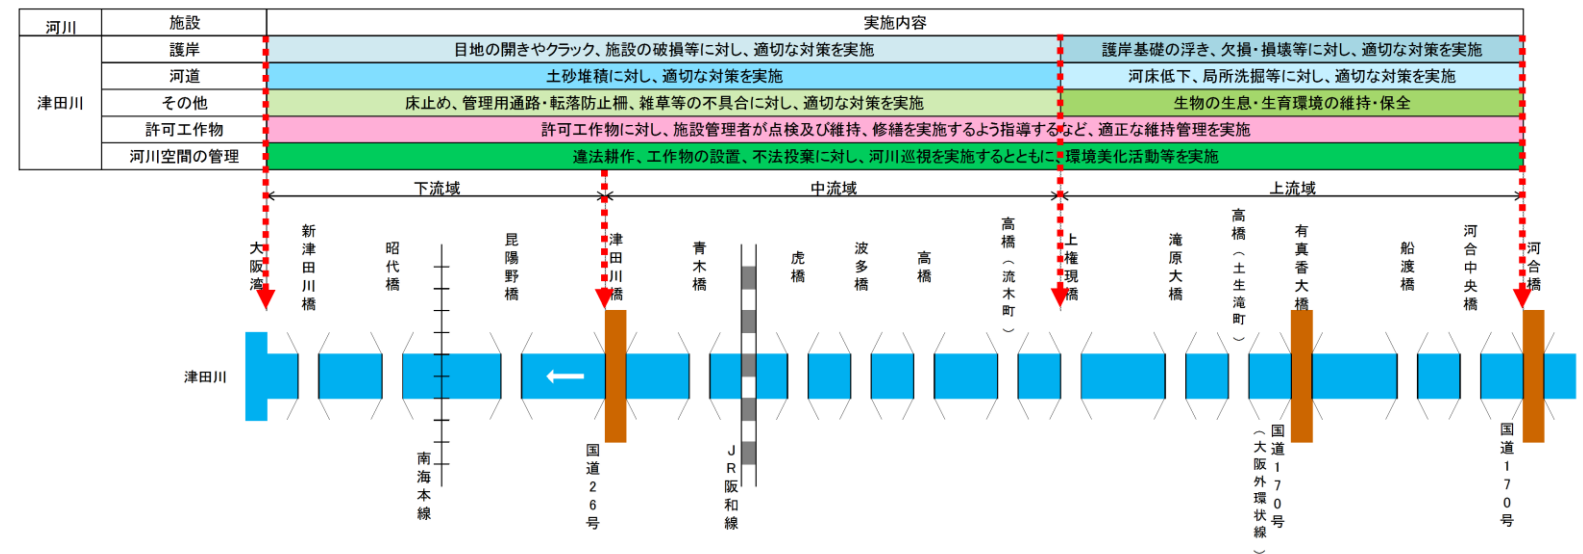 河川 施設 実施内容
津田川
護岸 目地の開きやクラック、施設の破損等に対し、適切な対策を実施 護岸基礎の浮き、欠損・損壊等に対し、適切な対策を実施
河道 土砂堆積に対し、適切な対策を実施 河床低下、局所洗掘等に対し、適切な対策を実施
その他 床止め、管理用通路・転落防止柵、雑草等の不具合に対し、適切な対策を実施 生物の生息・生育環境の維持・保全
許可工作物 許可工作物に対し、施設管理者が点検及び維持、修繕を実施するよう指導するなど、適正な維持管理を実施
河川空間の管理 違法耕作、工作物の設置、不法投棄に対し、河川巡視を実施するとともに、環境美化活動等を実施
下流域 中流域 上流域
大阪湾
新津田川橋
昭代橋
昆陽野橋
津田川橋
青木橋
虎橋
波多橋
高橋
高橋（流木町）
上権現橋
滝原大橋
高橋（土生滝町）
有真香大橋
船渡橋
河合中央橋
河合橋
津田川
南海本線
国道26号
JR阪和線
国道170号
（大阪外環状線）
国道170号